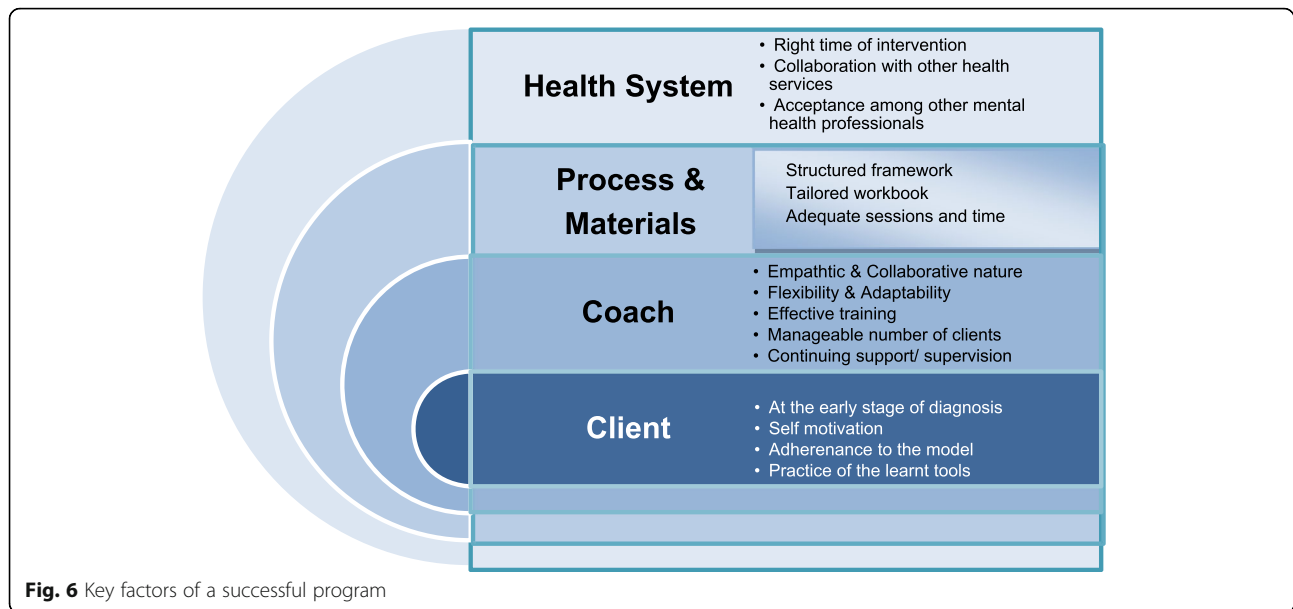 Health System
• Right time of intervention
• Collaboration with other health
services
• Acceptance among other mental
health professionals
Process &
Materials
Structured framework
Tailored workbook
Adequate sessions and time
Coach
• Empathtic & Collaborative nature
• Flexibility & Adaptability
• Effective training
• Manageable number of clients
• Continuing support/ supervision
Client
• At the early stage of diagnosis
• Self motivation
• Adherenance to the model
• Practice of the learnt tools
Fig. 6 Key factors of a successful program